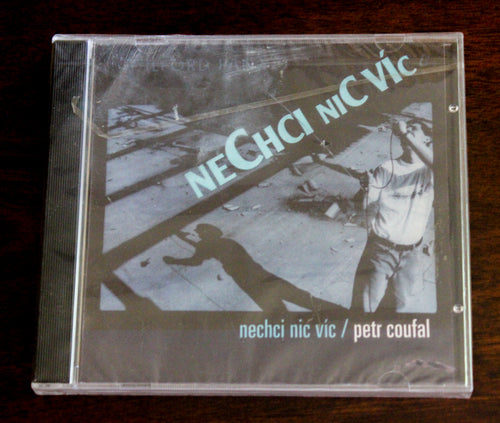 NECHCI NIC VÍC
nechci nic víc / petr coufal